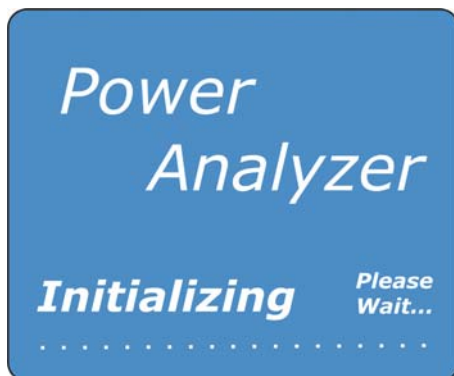 Power
Analyzer
Initializing
Please
Wait...
. . . . . . . . . . . . . . . . . . .